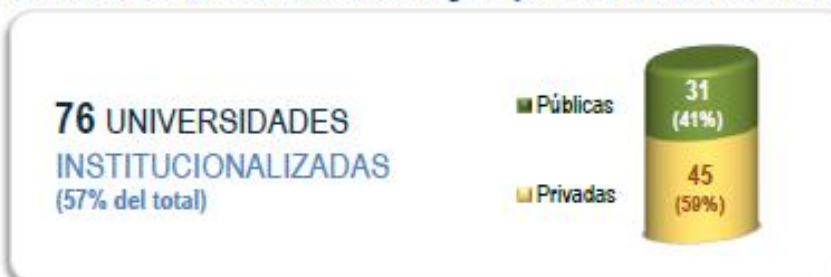 76 UNIVERSIDADES
INSTITUCIONALIZADAS
(57% del total)
Públicas
31
(41%)
Privadas
45
(59%)